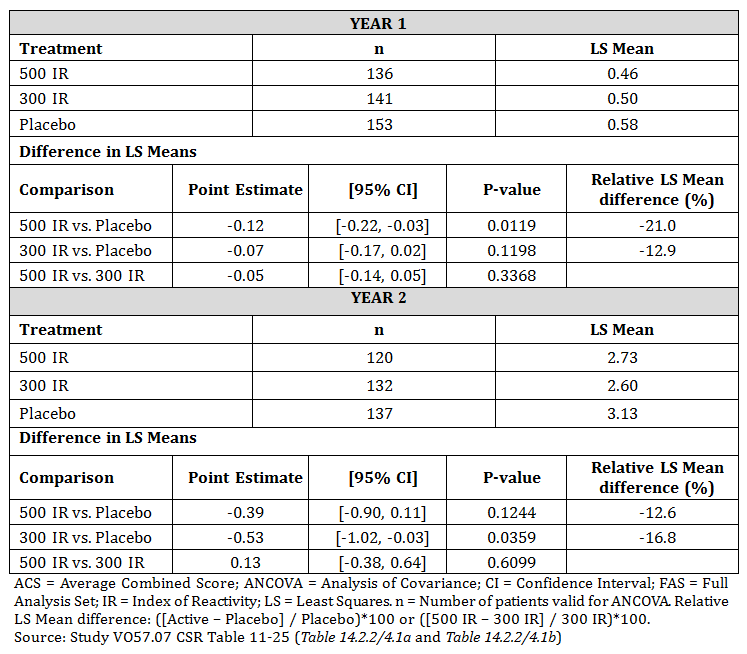 YEAR 1
Treatment n LS Mean
500 IR 136 0.46
300 IR 141 0.50
Placebo 153 0.58
Difference in LS Means
Comparison Point Estimate [95% CI] P-value Relative LS Mean difference (%)
500 IR vs. Placebo -0.12 [-0.22, -0.03] 0.0119 -21.0
300 IR vs. Placebo -0.07 [-0.17, 0.02] 0.1198 -12.9
500 IR vs. 300 IR -0.05 [-0.14, 0.05] 0.3368
YEAR 2
Treatment n LS Mean
500 IR 120 2.73
300 IR 132 2.60
Placebo 137 3.13
Difference in LS Means
Comparison Point Estimate [95% CI] P-value Relative LS Mean difference (%)
500 IR vs. Placebo -0.39 [-0.90, 0.11] 0.1244 -12.6
300 IR vs. Placebo -0.53 [-1.02, -0.03] 0.0359 -16.8
500 IR vs. 300 IR 0.13 [-0.38, 0.64] 0.6099
ACS = Average Combined Score; ANCOVA = Analysis of Covariance; CI = Confidence Interval; FAS = Full
Analysis Set; IR = Index of Reactivity; LS = Least Squares. n = Number of patients valid for ANCOVA. Relative
LS Mean difference: ([Active – Placebo] / Placebo)*100 or ([500 IR – 300 IR] / 300 IR)*100.
Source: Study VO57.07 CSR Table 11-25 (Table 14.2.2/4.1a and Table 14.2.2/4.1b)